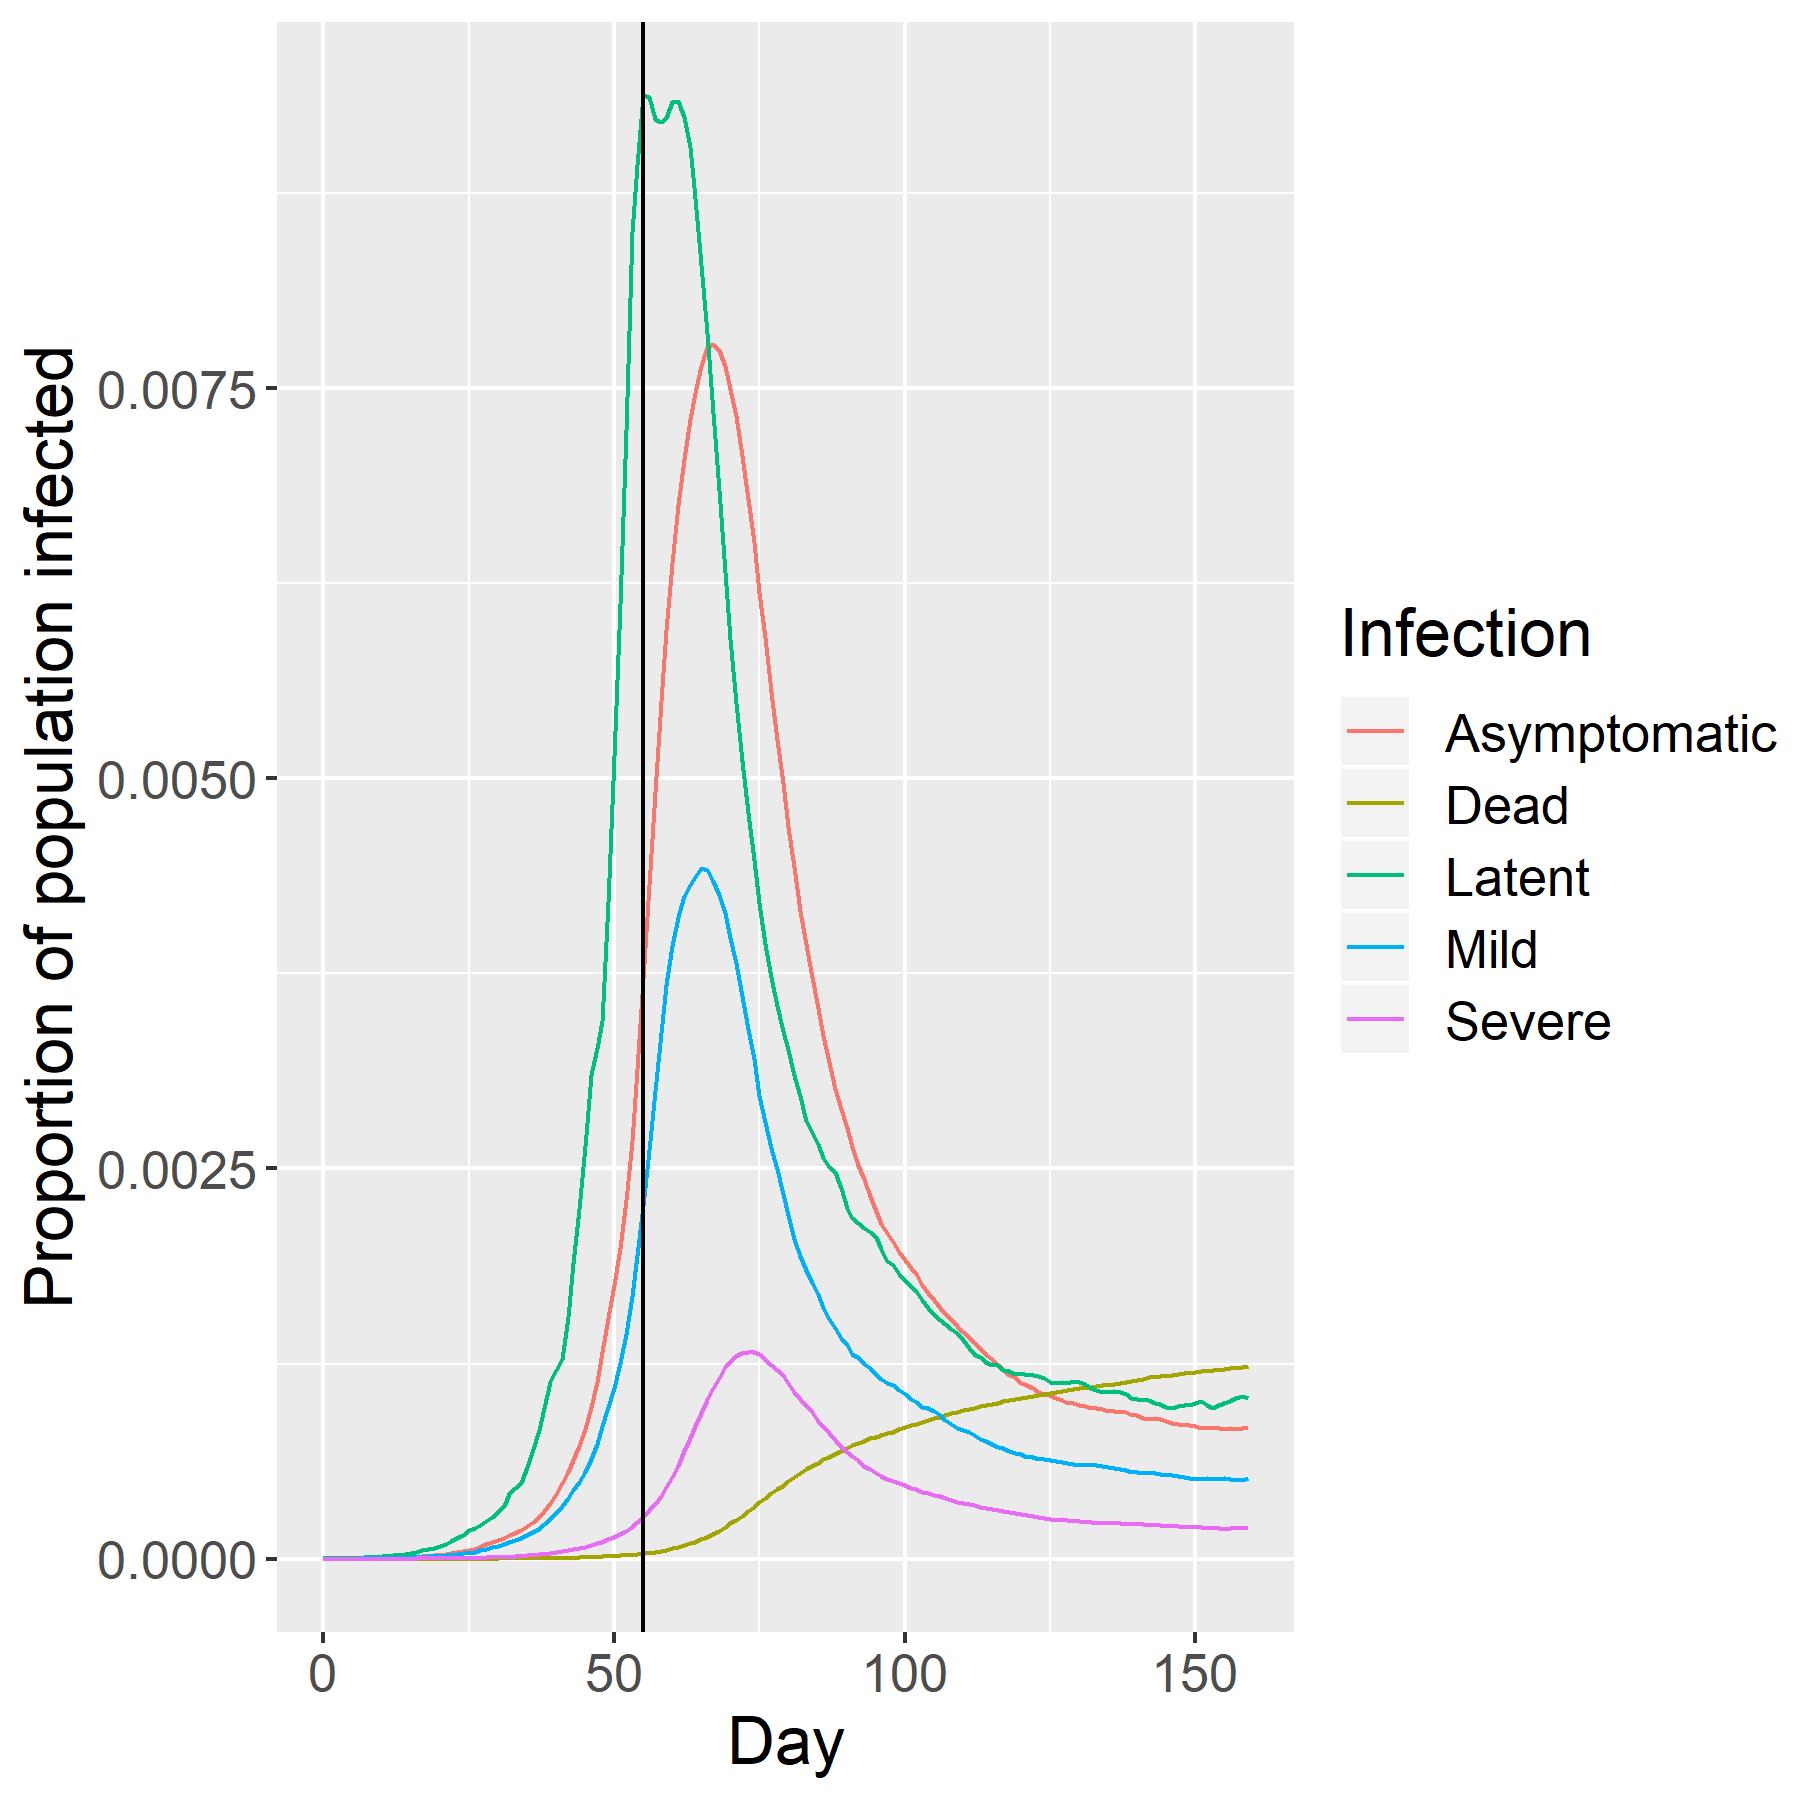 Proportion of population infected
0.0075
0.0050
0.0025
0.0000
0
50
100
150
Day
Infection
Asymptomatic
Dead
Latent
Mild
Severe